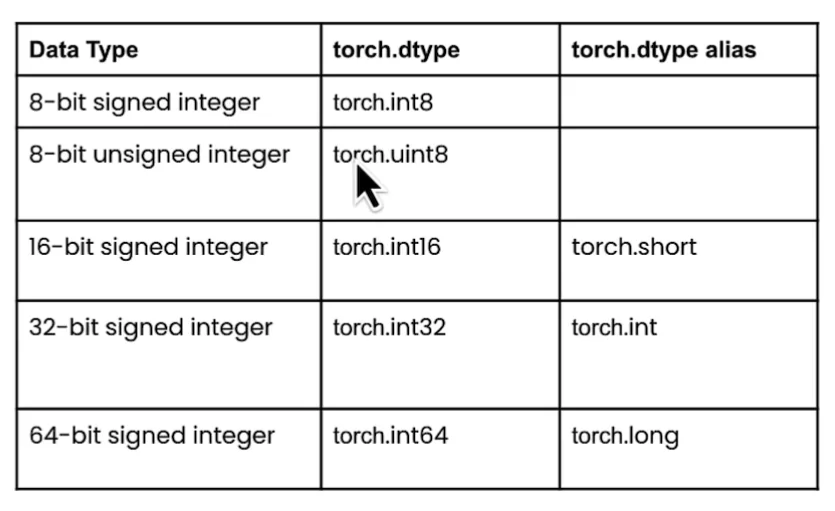 Data Type torch.dtype torch.dtype alias
8-bit signed integer torch.int8
8-bit unsigned integer torch.uint8
16-bit signed integer torch.int16 torch.short
32-bit signed integer torch.int32 torch.int
64-bit signed integer torch.int64 torch.long